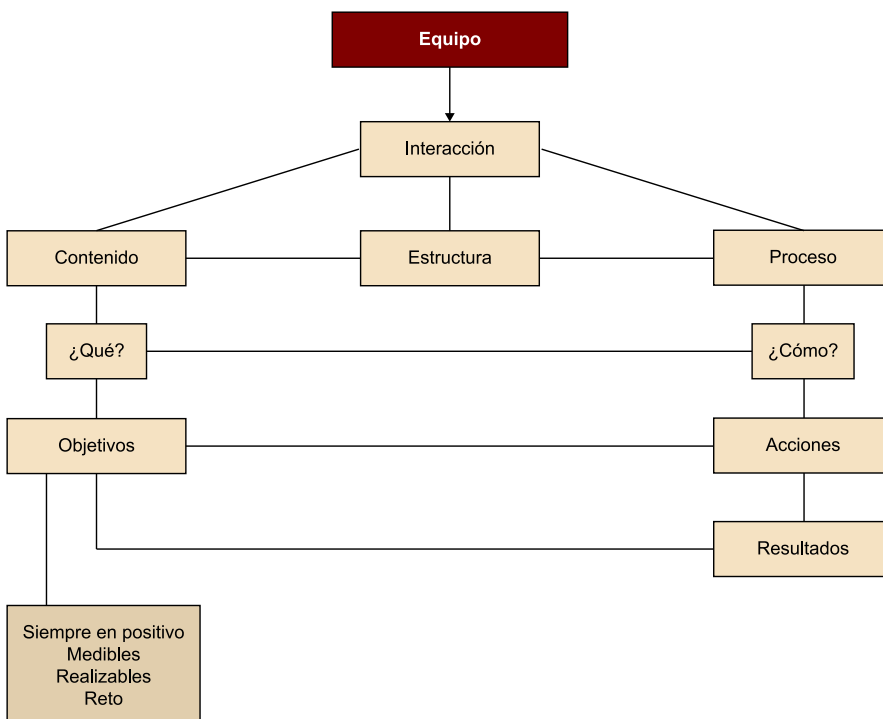 Equipo
Interacción
Contenido
Estructura
Proceso
¿Qué?
¿Cómo?
Objetivos
Acciones
Resultados
Siempre en positivo
Medibles
Realizables
Reto